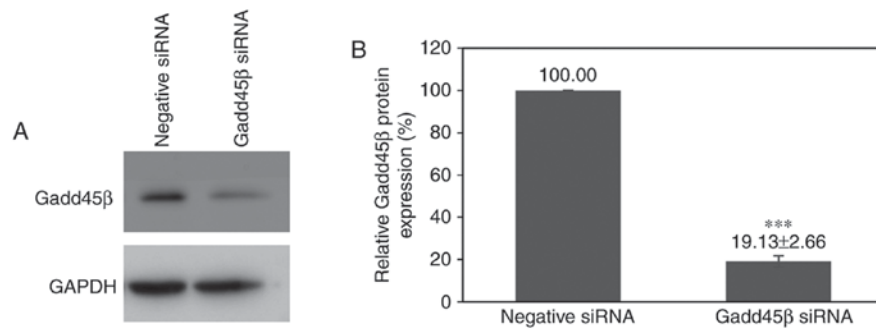 A
Negative siRNA
Gadd45β siRNA
Gadd45β
GAPDH
B
Relative Gadd45β protein
expression (%)
120
100
80
60
40
20
0
100.00
***
19.13±2.66
Negative siRNA
Gadd45β siRNA